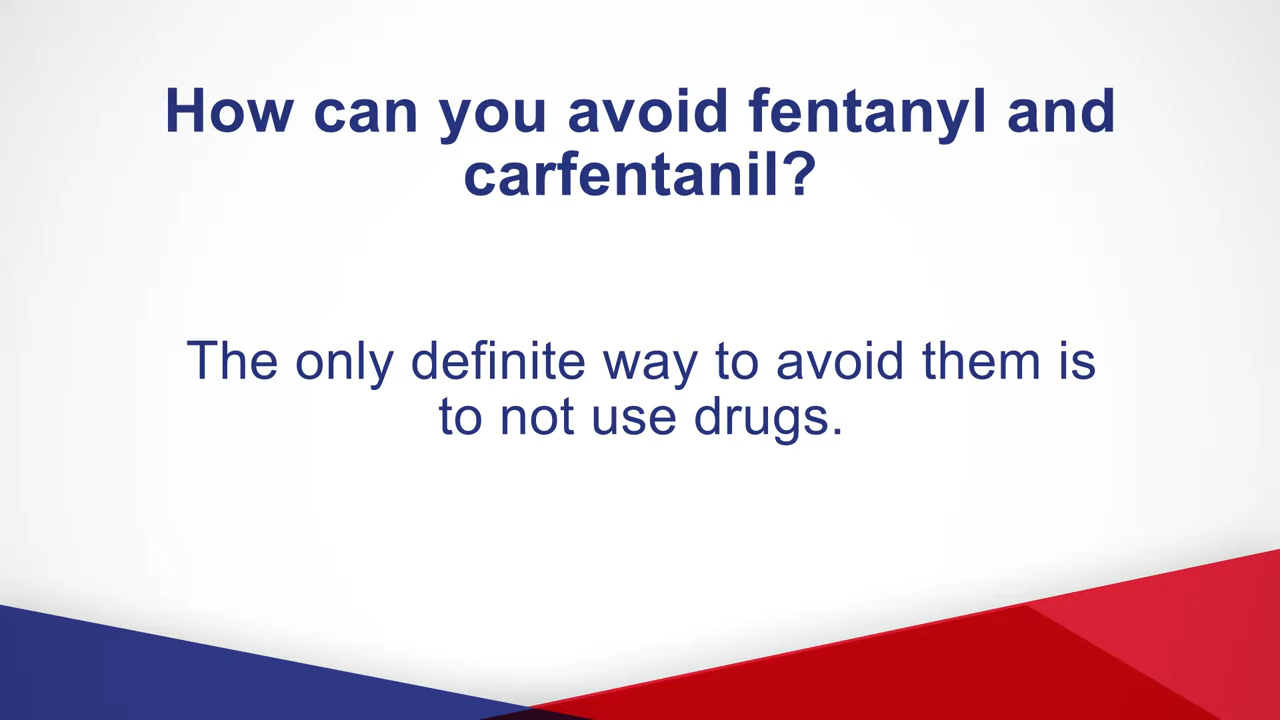 How can you avoid fentanyl and
carfentanil?
The only definite way to avoid them is
to not use drugs.